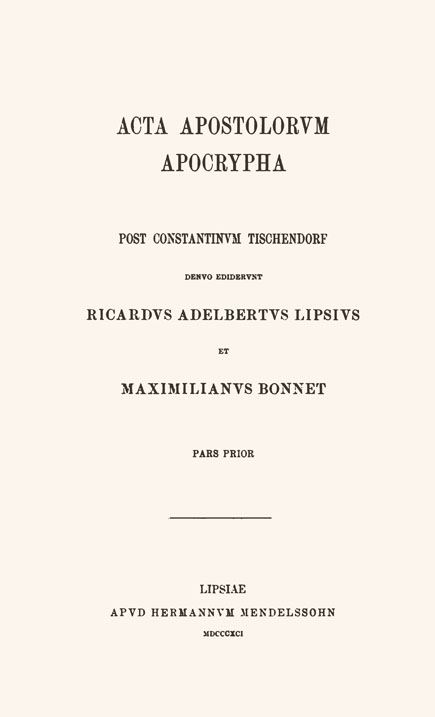 ACTA APOSTOLORVM
APOCRYPHA
POST CONSTANTINVM TISCHENDORF
DENVO EDIDERVNT
RICARDVS ADELBERTVS LIPSIVS
ET
MAXIMILIANVS BONNET
PARS PRIOR
LIPSIAE
APVD HERMANNVM MENDELSSOHN
MDCCCXCI